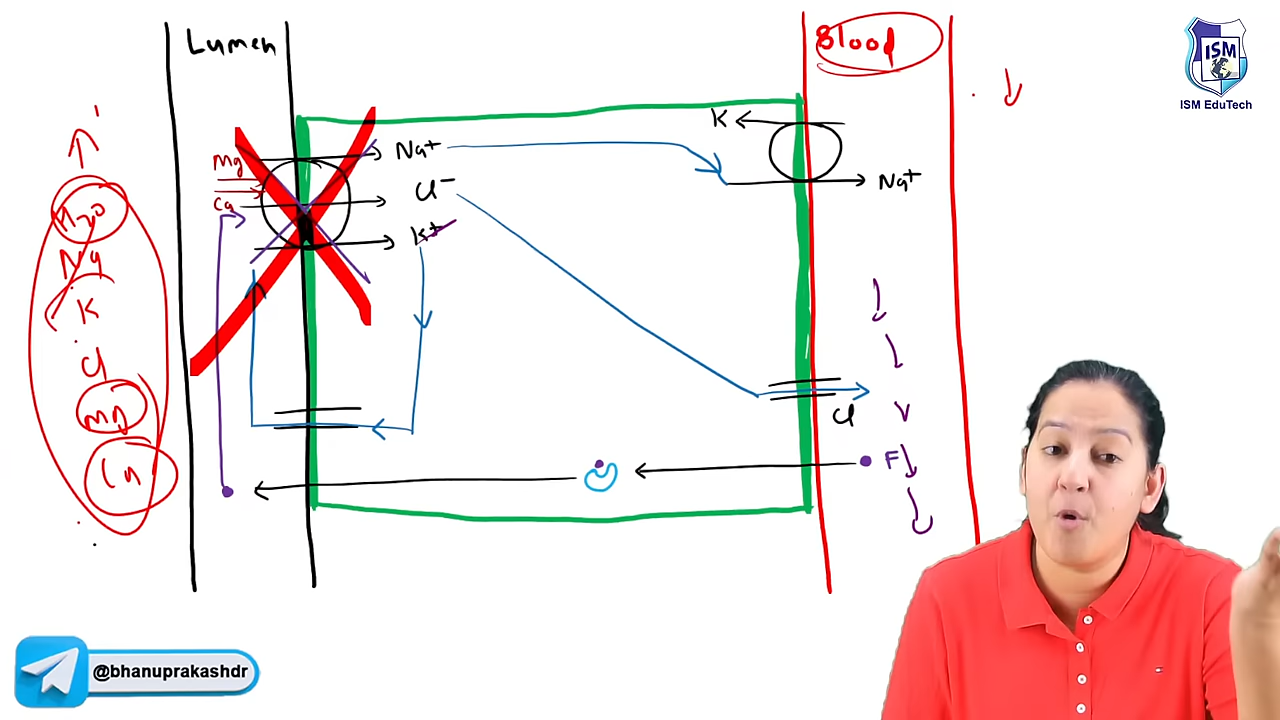 Lumen
Blood
ISM
ISM EduTech
K
Na⁺
Na⁺
Cl⁻
K⁺
Mg
Ca
H₂O
Na
K
Cl
Mg
Ca
Cl
F
@bhanuprakashdr